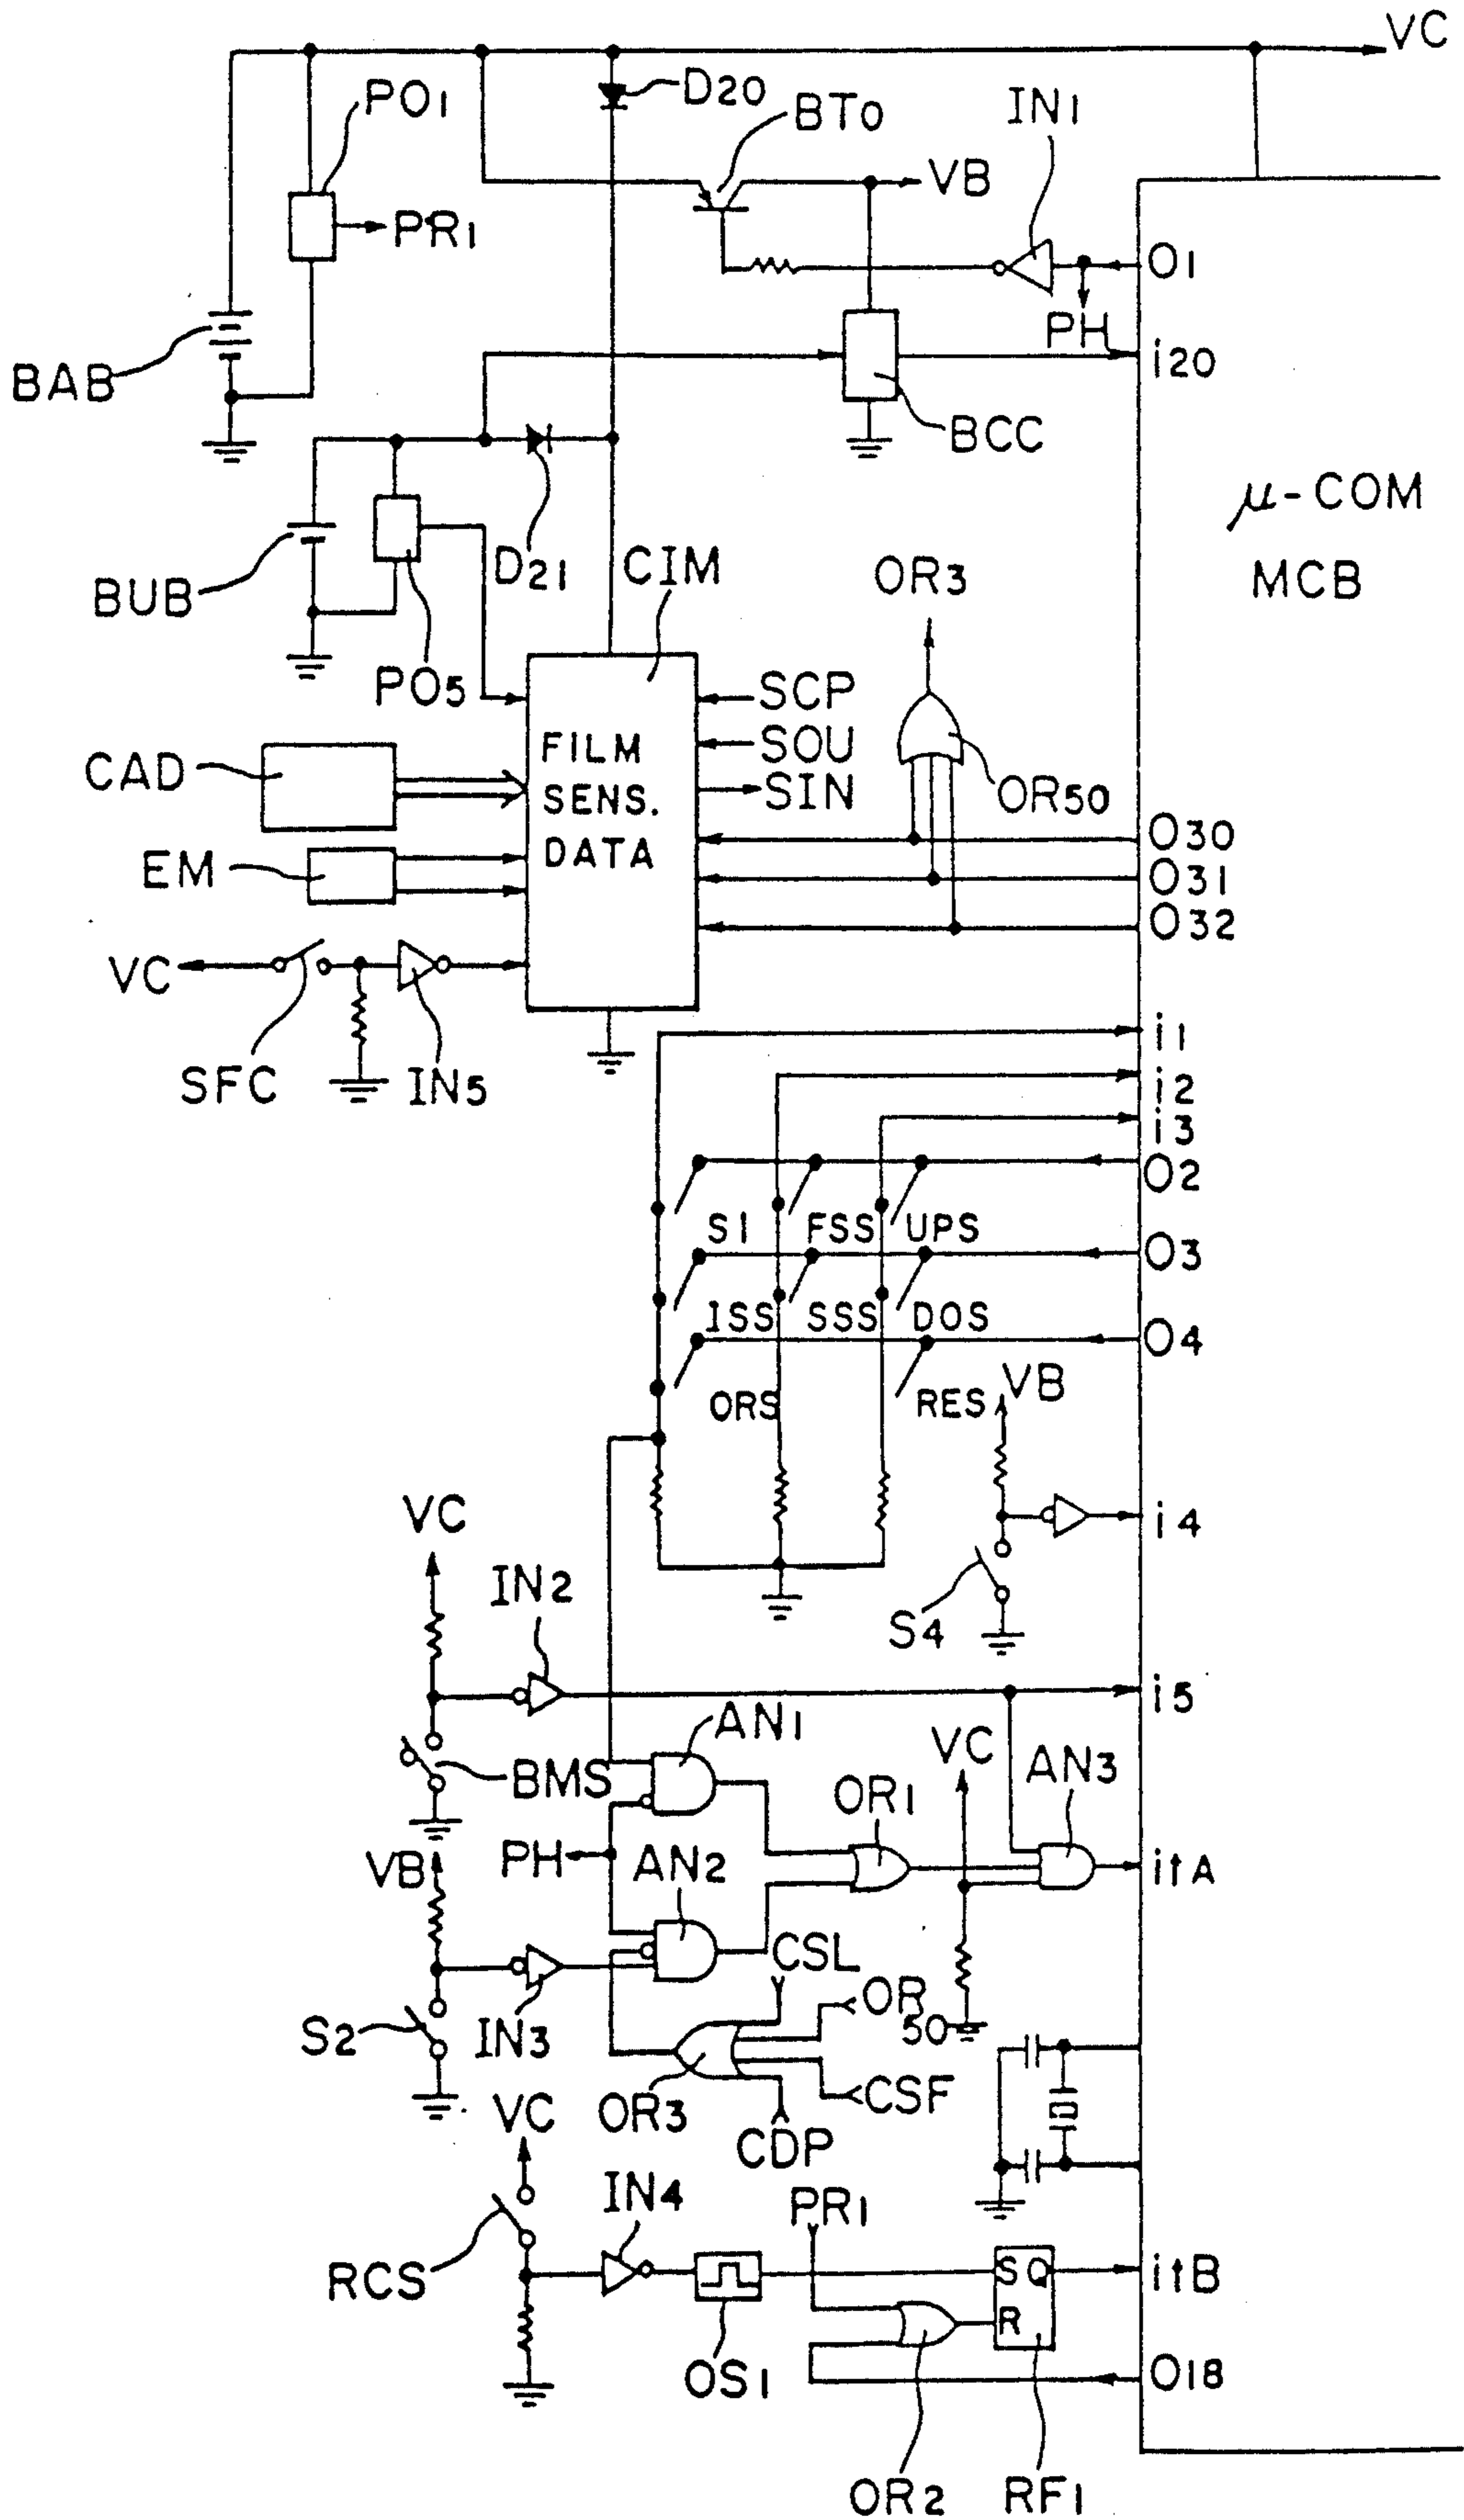 VC
PO1
D20
BTO
IN1
VB
PR1
O1
PH
i20
BAB
BCC
μ-COM
MCB
D21
CIM
OR3
BUB
PO5
SCP
SOU
SIN
FILM
SENS.
DATA
CAD
OR50
O30
EM
O31
O32
VC
SFC
IN5
i1
i2
i3
O2
S1
FSS
UPS
O3
ISS
SSS
DOS
O4
ORS
RES
VB
VC
i4
IN2
S4
i5
AN1
VC
AN3
BMS
OR1
PH
AN2
VB
itA
CSL
OR
50
S2
IN3
CSF
VC
OR3
CDP
IN4
PR1
RCS
S Q
itB
R
OS1
O18
OR2
RF1